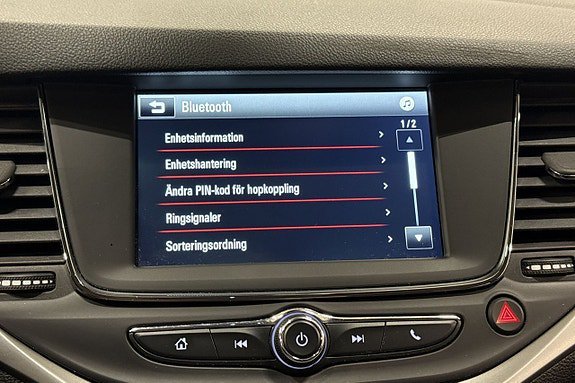 Bluetooth
1/2
Enhetsinformation
Enhetshantering
Ändra PIN-kod för hopkoppling
Ringsignaler
Sorteringsordning